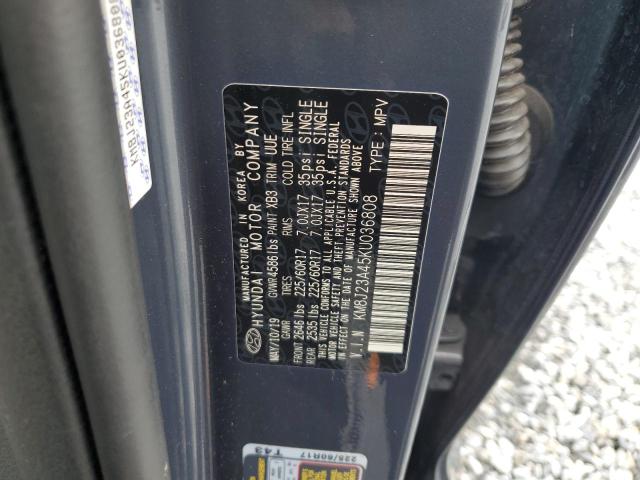 KM8J23A45KU036808
MANUFACTURED IN KOREA BY
HYUNDAI MOTOR COMPANY
MAY/10/19 GVWR 4586 lbs PAINT XB3 TRIM UUE
GAWR TIRES RIMS COLD TIRE INFL
FRONT 2646 lbs 225/60R17 7.0JX17 35psi SINGLE
REAR 2535 lbs 225/60R17 7.0JX17 35psi SINGLE
THIS VEHICLE CONFORMS TO ALL APPLICABLE U.S.A. FEDERAL
MOTOR VEHICLE SAFETY AND THEFT PREVENTION STANDARDS
IN EFFECT ON THE DATE OF MANUFACTURE SHOWN ABOVE
V.I.N KM8J23A45KU036808 TYPE : MPV
T43
225/60R17